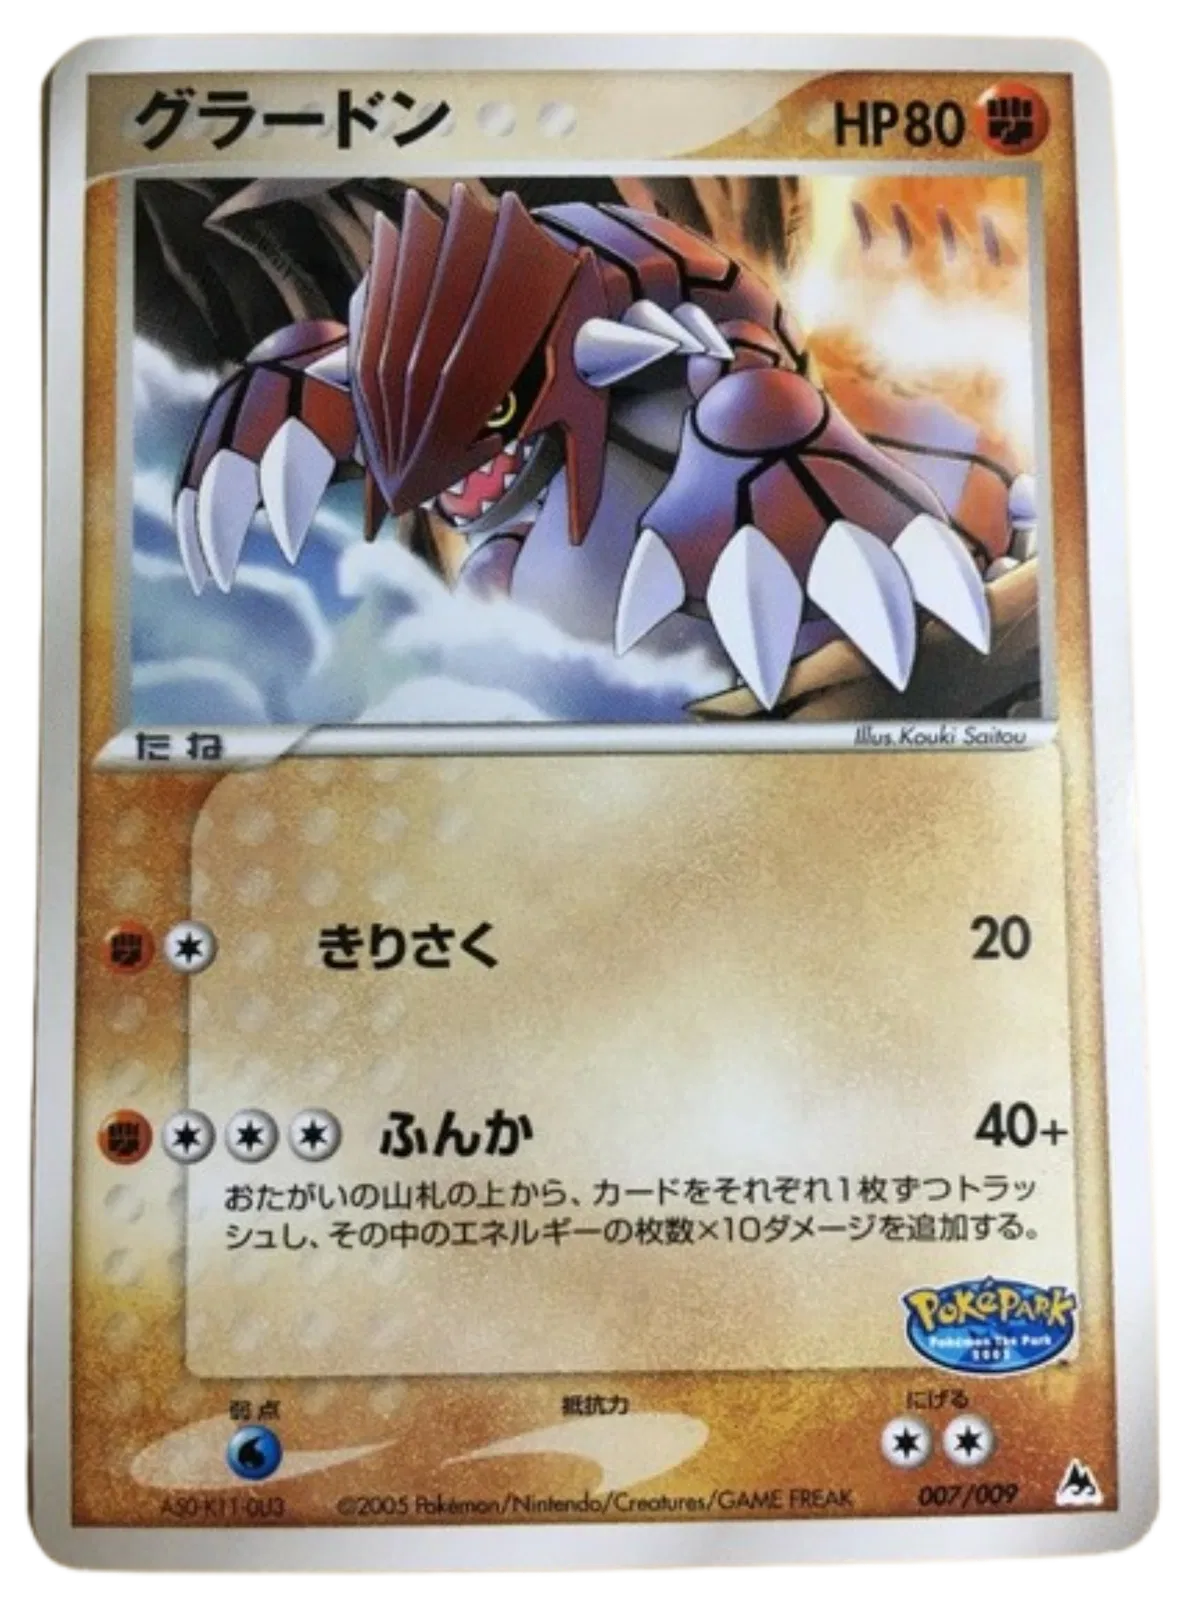 グラードン HP80
たね Illus. Kouki Saitou
きりさく 20
ふんか 40+
おたがいの山札の上から、カードをそれぞれ1枚ずつトラッ
シュし、その中のエネルギーの枚数×10ダメージを追加する。
POKÉPARK
Pokémon The Park
2005
弱点 抵抗力 にげる
©2005 Pokémon/Nintendo/Creatures/GAME FREAK 007/009